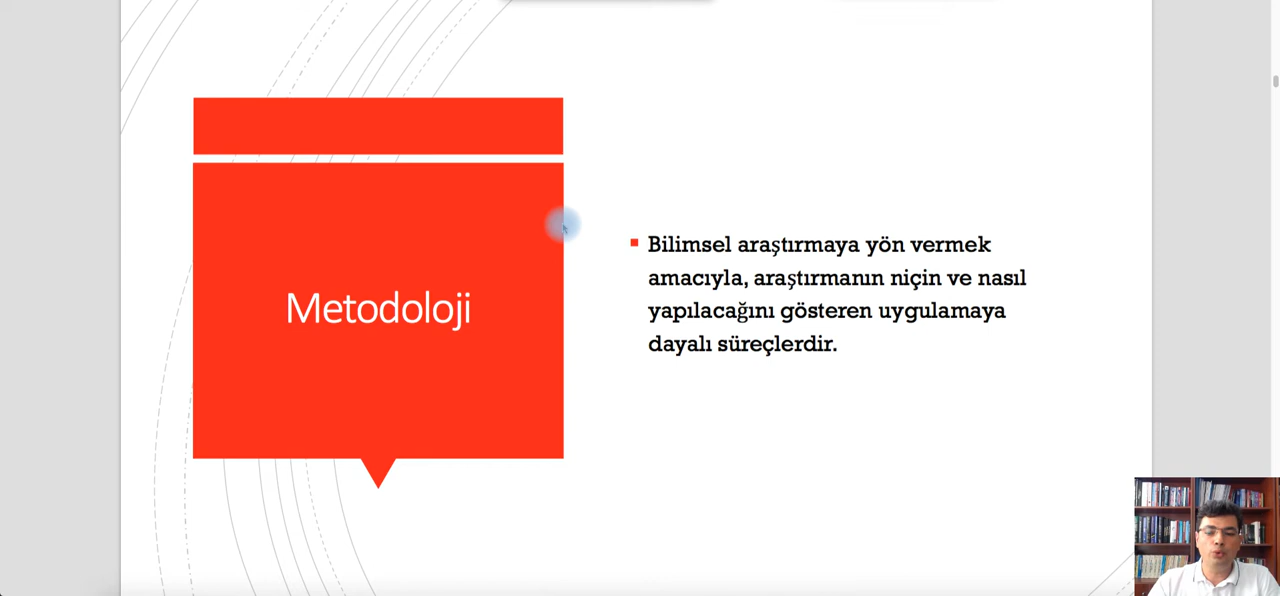 Metodoloji
Bilimsel araştırmaya yön vermek
amacıyla, araştırmanın niçin ve nasıl
yapılacağını gösteren uygulamaya
dayalı süreçlerdir.